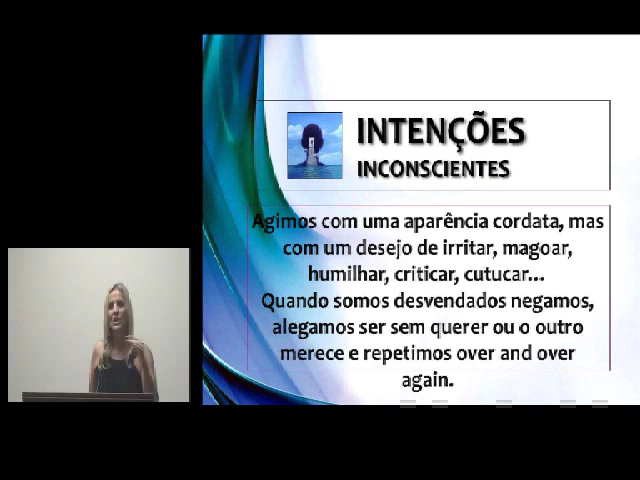 INTENÇÕES
INCONSCIENTES
Agimos com uma aparência cordata, mas
com um desejo de irritar, magoar,
humilhar, criticar, cutucar...
Quando somos desvendados negamos,
alegamos ser sem querer ou o outro
merece e repetimos over and over
again.